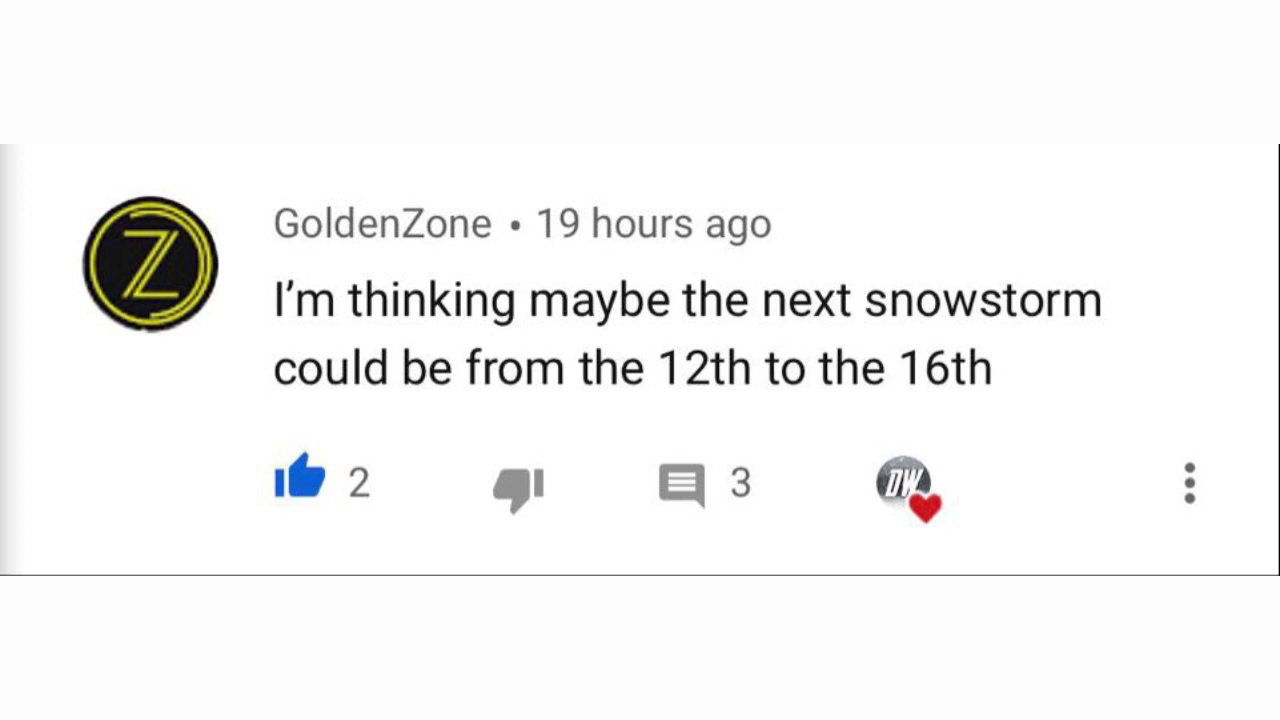 Z
GoldenZone • 19 hours ago
I'm thinking maybe the next snowstorm
could be from the 12th to the 16th
2 3 DW